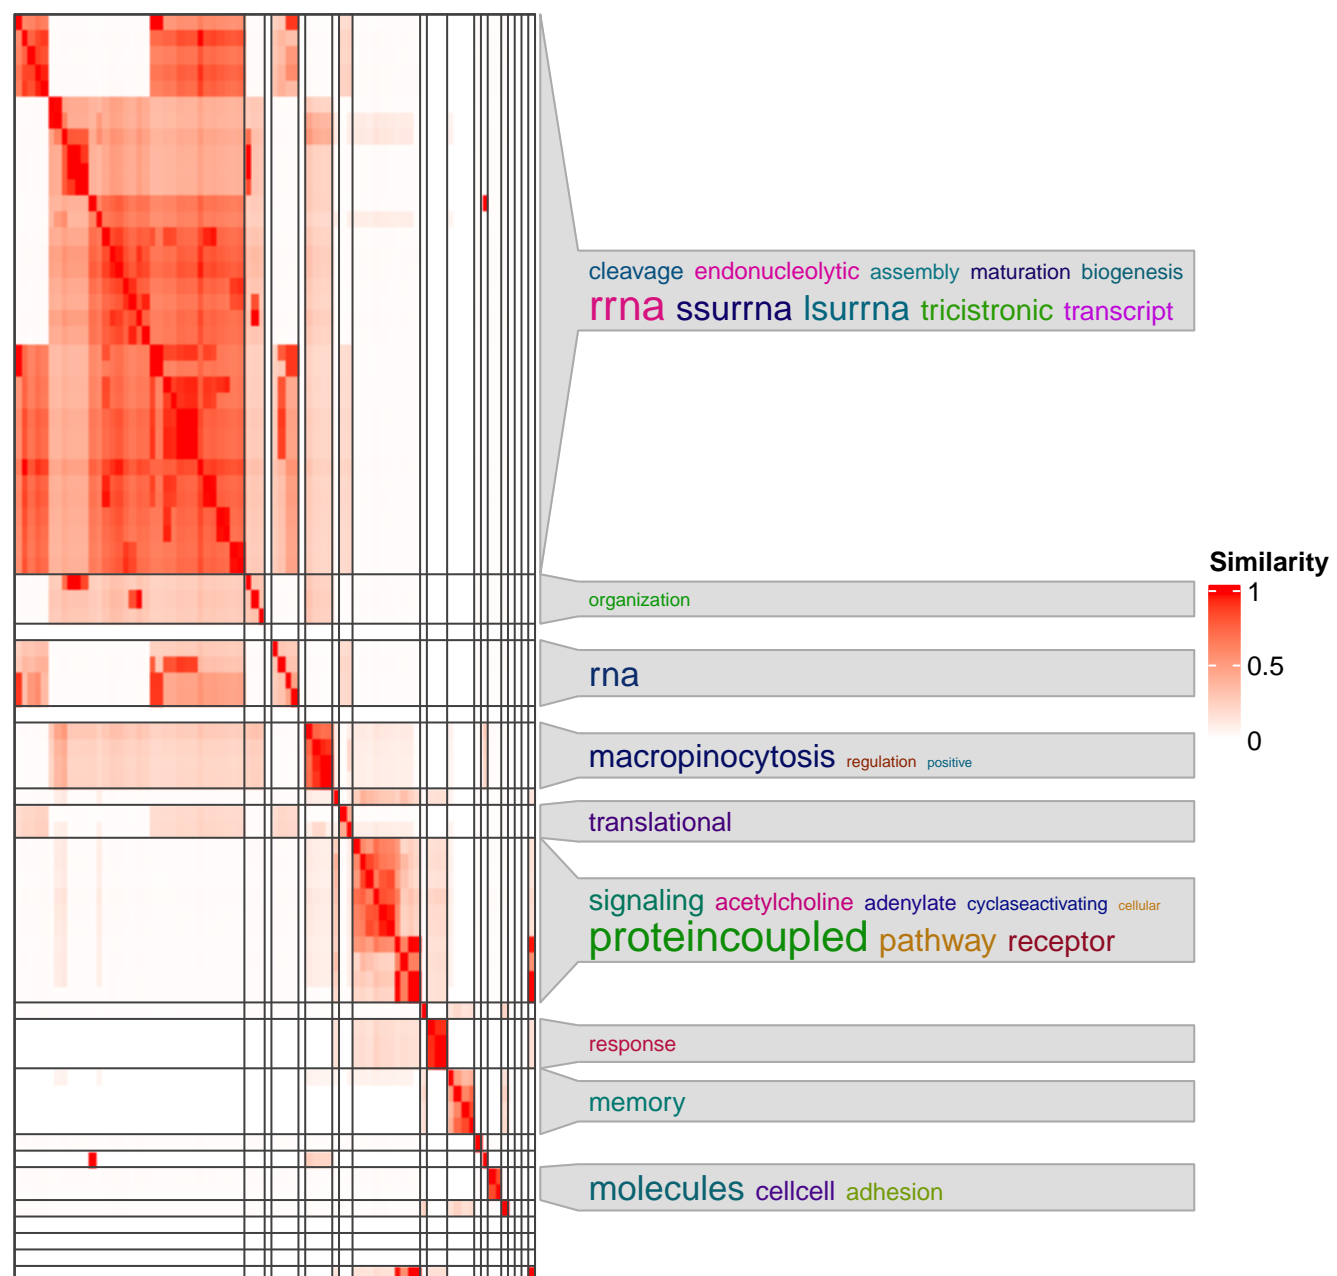 cleavage endonucleolytic assembly maturation biogenesis
rrna ssurrna lsurrna tricistronic transcript
organization
rna
macropinocytosis regulation positive
translational
signaling acetylcholine adenylate cyclaseactivating cellular
proteincoupled pathway receptor
response
memory
molecules cellcell adhesion
Similarity
1
0.5
0